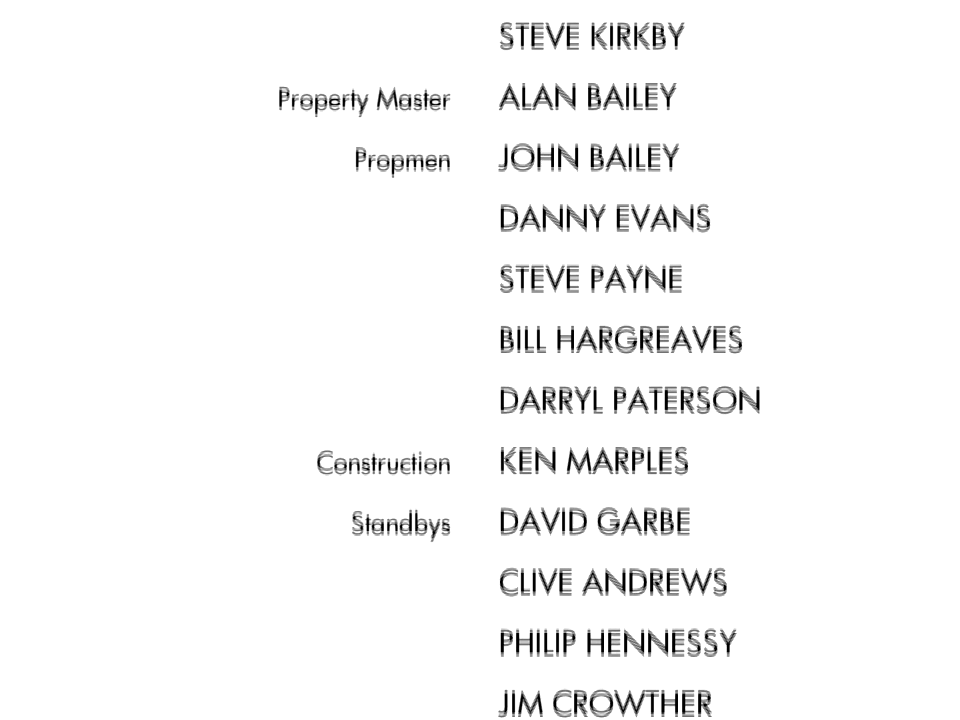 STEVE KIRKBY
Property Master ALAN BAILEY
Propmen JOHN BAILEY
DANNY EVANS
STEVE PAYNE
BILL HARGREAVES
DARRYL PATERSON
Construction KEN MARPLES
Standbys DAVID GARBE
CLIVE ANDREWS
PHILIP HENNESSY
JIM CROWTHER